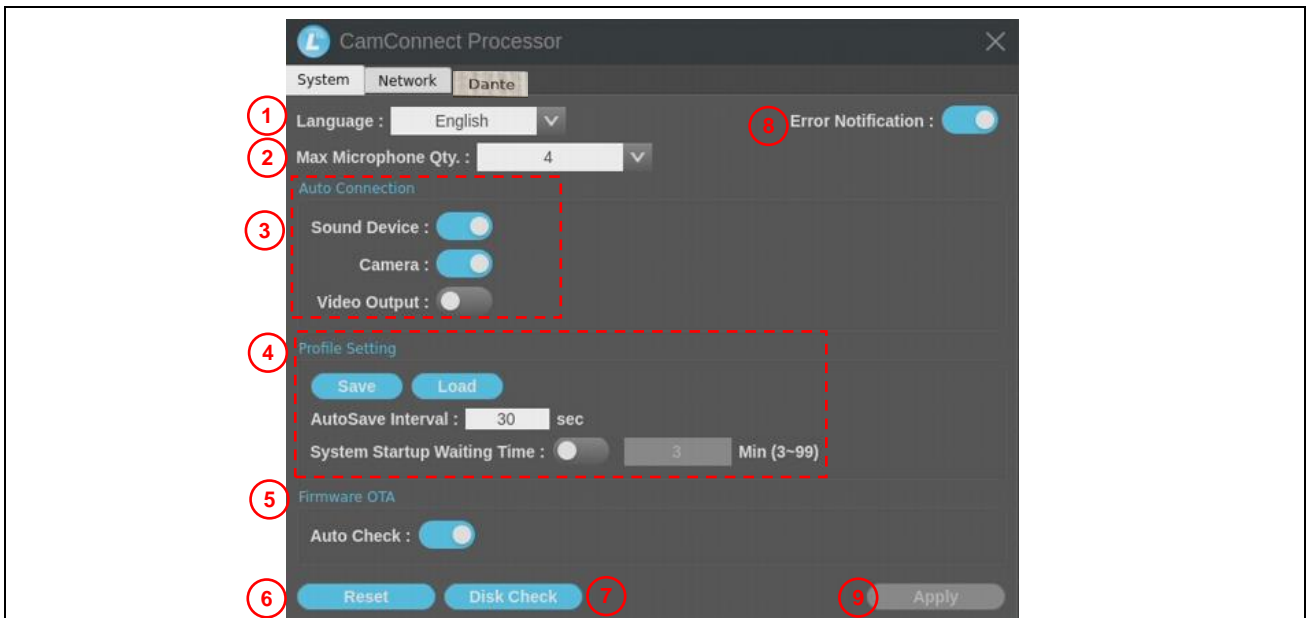 L CamConnect Processor
System Network Dante
1 Language : English 8 Error Notification :
2 Max Microphone Qty. : 4
Auto Connection
3 Sound Device :
Camera :
Video Output :
4 Profile Setting
Save Load
AutoSave Interval : 30 sec
System Startup Waiting Time : 3 Min (3~99)
5 Firmware OTA
Auto Check :
6 Reset Disk Check 7 9 Apply